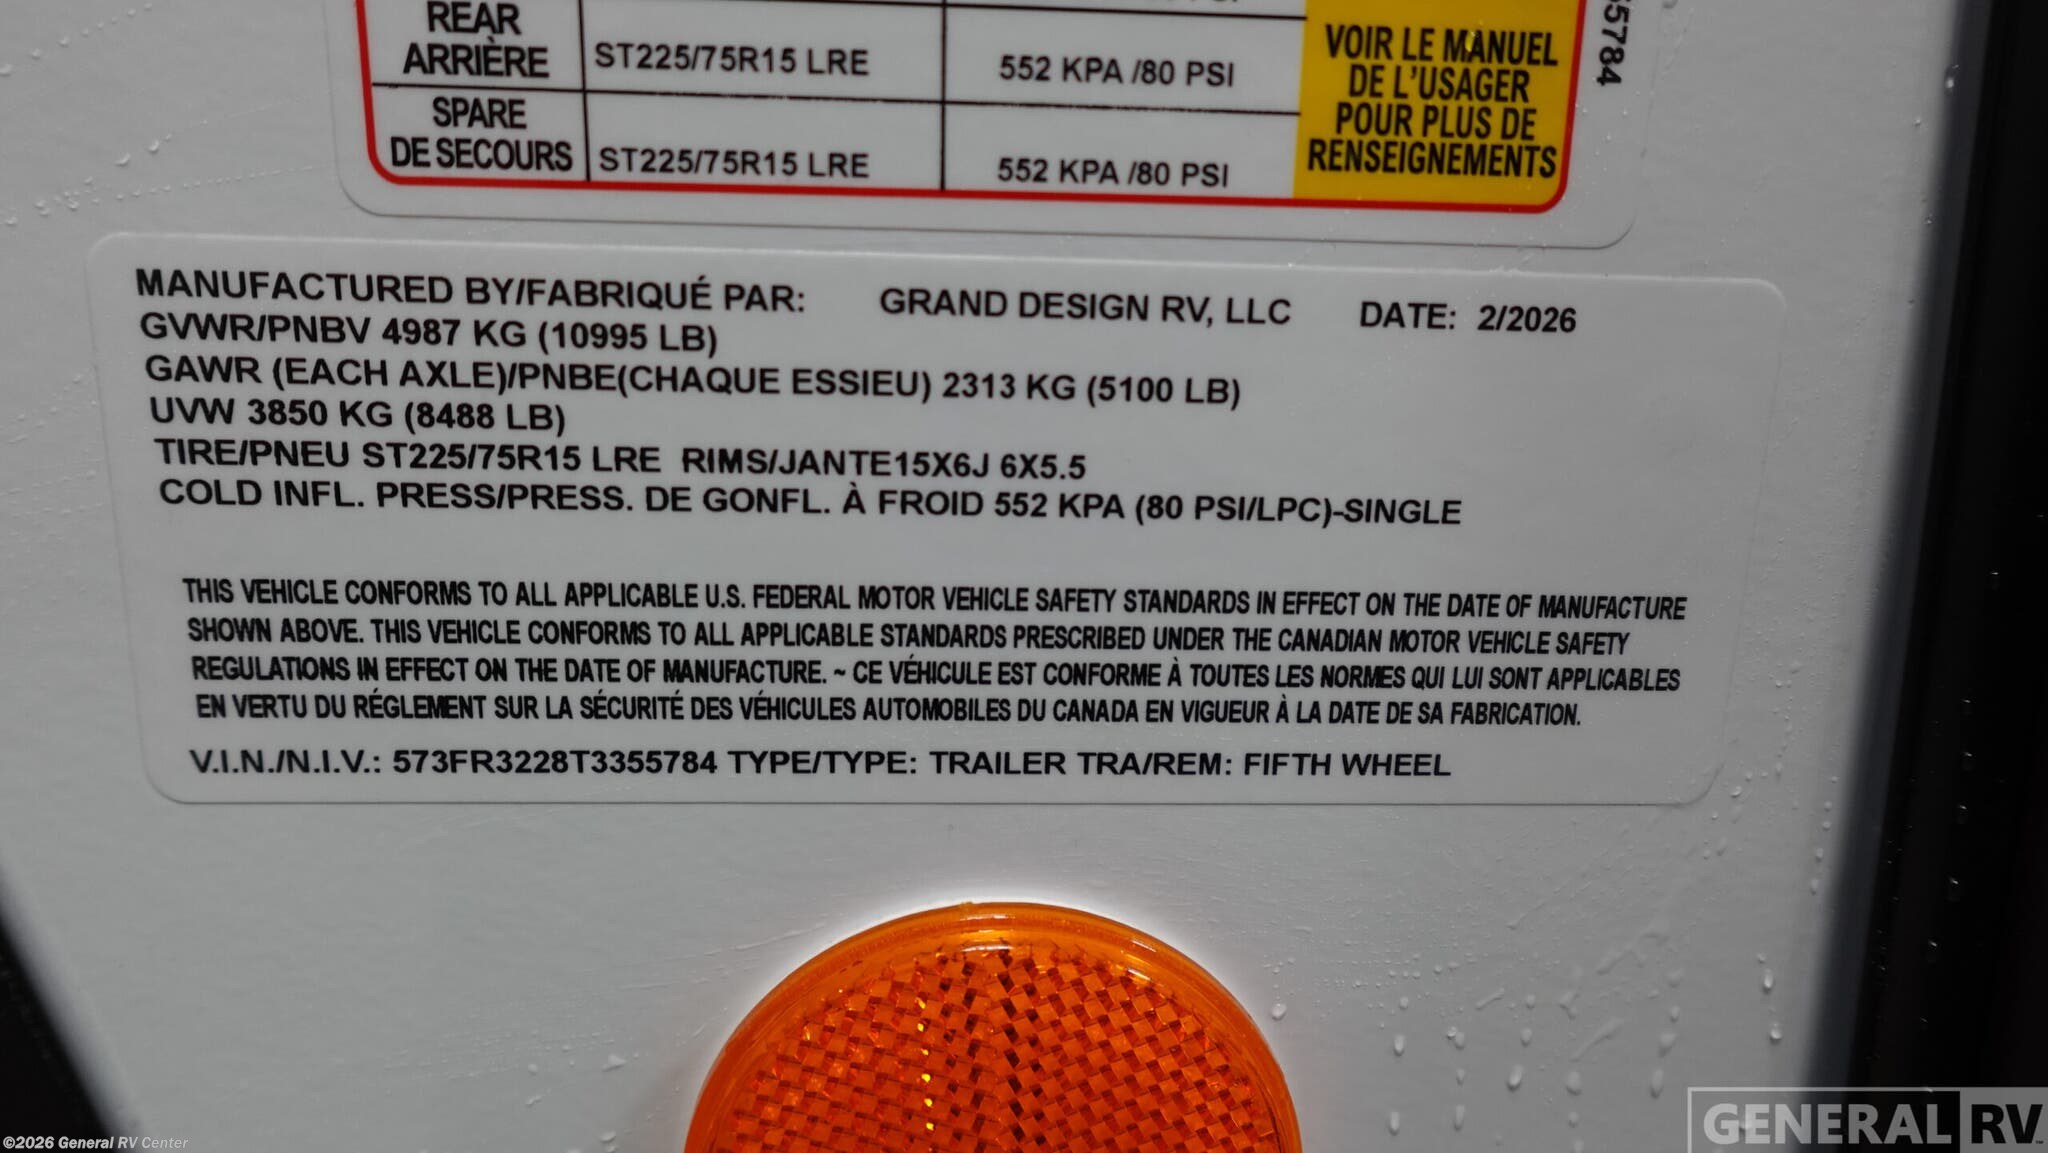 REAR
ARRIÈRE
ST225/75R15 LRE
552 KPA /80 PSI
SPARE
DE SECOURS
ST225/75R15 LRE
552 KPA /80 PSI
VOIR LE MANUEL
DE L'USAGER
POUR PLUS DE
RENSEIGNEMENTS
55784
MANUFACTURED BY/FABRIQUÉ PAR: GRAND DESIGN RV, LLC DATE: 2/2026
GVWR/PNBV 4987 KG (10995 LB)
GAWR (EACH AXLE)/PNBE(CHAQUE ESSIEU) 2313 KG (5100 LB)
UVW 3850 KG (8488 LB)
TIRE/PNEU ST225/75R15 LRE RIMS/JANTE15X6J 6X5.5
COLD INFL. PRESS/PRESS. DE GONFL. À FROID 552 KPA (80 PSI/LPC)-SINGLE
THIS VEHICLE CONFORMS TO ALL APPLICABLE U.S. FEDERAL MOTOR VEHICLE SAFETY STANDARDS IN EFFECT ON THE DATE OF MANUFACTURE
SHOWN ABOVE. THIS VEHICLE CONFORMS TO ALL APPLICABLE STANDARDS PRESCRIBED UNDER THE CANADIAN MOTOR VEHICLE SAFETY
REGULATIONS IN EFFECT ON THE DATE OF MANUFACTURE. ~ CE VÉHICULE EST CONFORME À TOUTES LES NORMES QUI LUI SONT APPLICABLES
EN VERTU DU RÉGLEMENT SUR LA SÉCURITÉ DES VÉHICULES AUTOMOBILES DU CANADA EN VIGUEUR À LA DATE DE SA FABRICATION.
V.I.N./N.I.V.: 573FR3228T3355784 TYPE/TYPE: TRAILER TRA/REM: FIFTH WHEEL
©2026 General RV Center
GENERAL RV